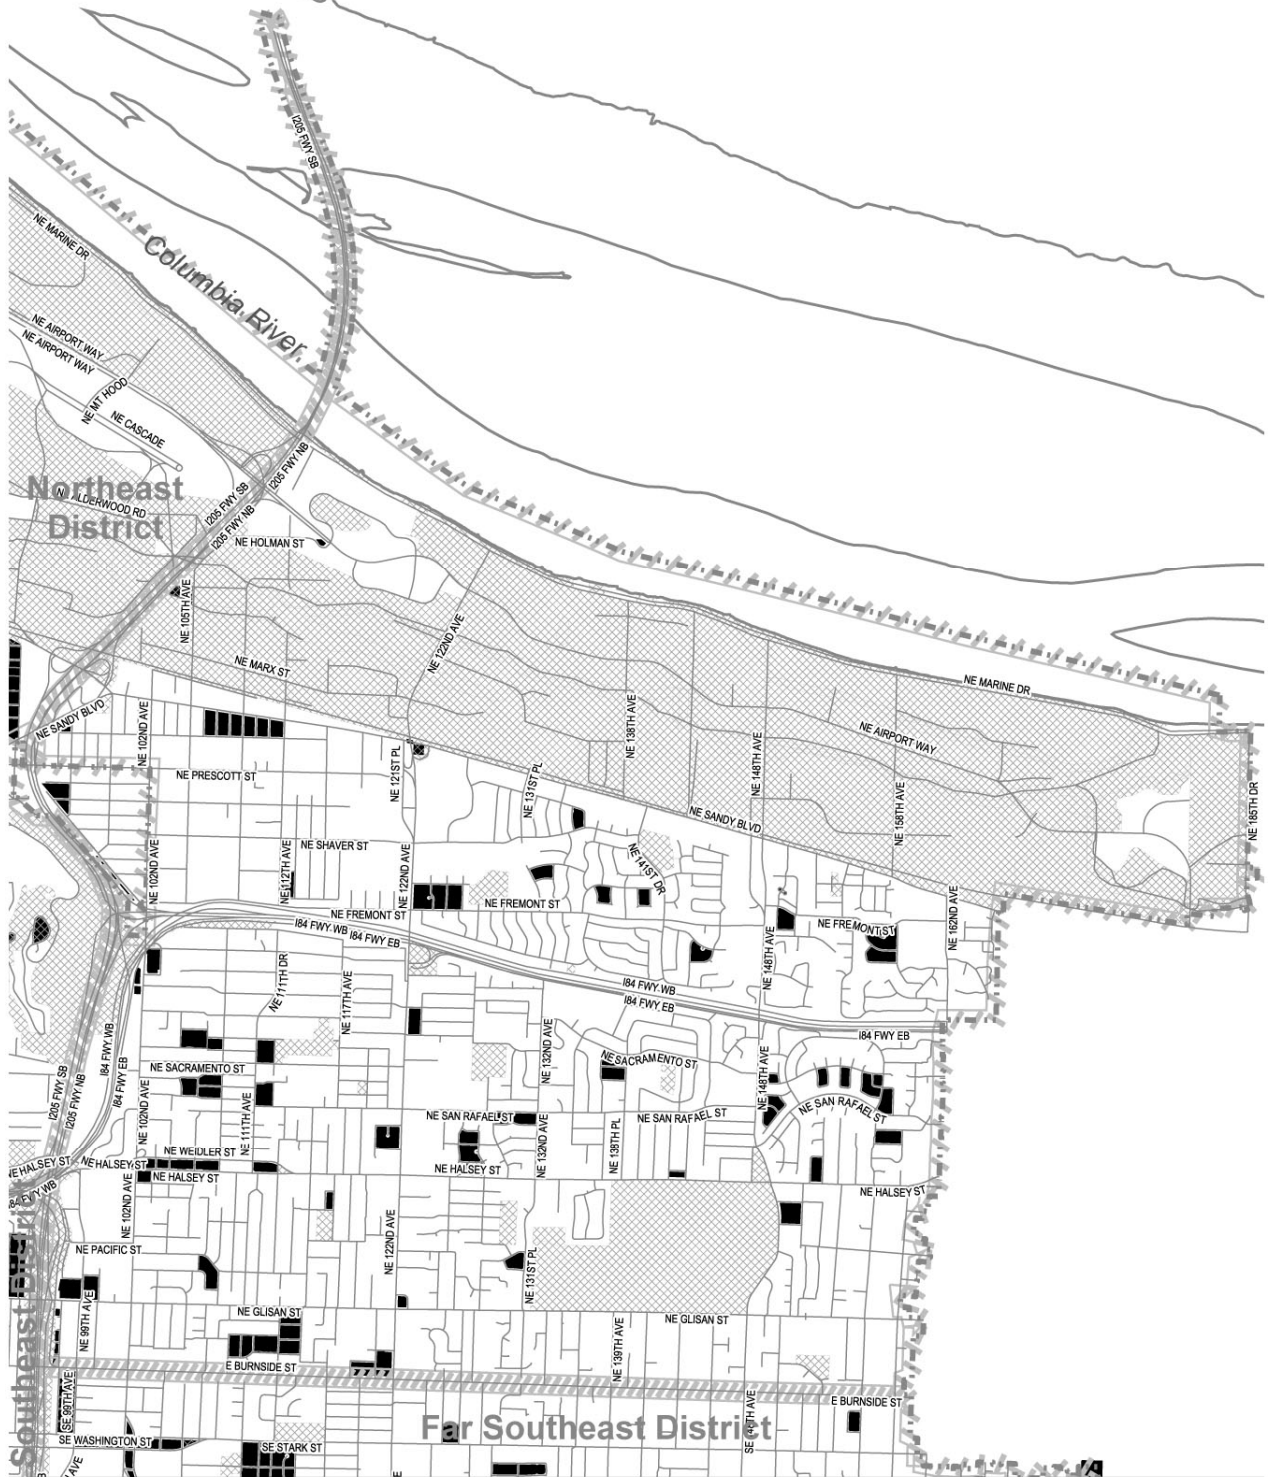 I205 FWY SB
NE MARINE DR
Columbia River
NE AIRPORT WAY
NE AIRPORT WAY
NE MT HOOD
NE CASCADE
I205 FWY NB
Northeast
District
I205 FWY SB
I205 FWY NB
NE HOLMAN ST
NE 105TH AVE
NE 122ND AVE
NE MARX ST
NE MARINE DR
NE SANDY BLVD
NE 102ND AVE
NE 138TH AVE
NE AIRPORT WAY
NE 148TH AVE
NE PRESCOTT ST
NE 121ST PL
NE 131ST PL
NE 158TH AVE
NE 185TH DR
NE SANDY BLVD
NE SHAVER ST
NE 102ND AVE
NE 112TH AVE
NE 122ND AVE
NE 141ST DR
NE FREMONT ST
NE FREMONT ST
NE 162ND AVE
NE FREMONT ST
I84 FWY WB
I84 FWY EB
NE 148TH AVE
NE 111TH DR
NE 117TH AVE
I84 FWY WB
I84 FWY EB
I84 FWY EB
I84 FWY WB
NE 132ND AVE
NE SACRAMENTO ST
NE SACRAMENTO ST
I205 FWY SB
I205 FWY NB
I84 FWY EB
NE 148TH AVE
NE 102ND AVE
NE 111TH AVE
NE SAN RAFAEL ST
NE SAN RAFAEL ST
NE SAN RAFAEL ST
NE 132ND AVE
NE 138TH PL
NE WEIDLER ST
NE HALSEY ST
NE HALSEY ST
NE HALSEY ST
NE HALSEY ST
NE HALSEY ST
I84 FWY WB
NE 102ND AVE
NE PACIFIC ST
NE 122ND AVE
NE 131ST PL
Southeast District
NE 99TH AVE
NE GLISAN ST
NE GLISAN ST
NE 139TH AVE
E BURNSIDE ST
E BURNSIDE ST
SE 99TH AVE
Far Southeast District
SE 148TH AVE
SE WASHINGTON ST
SE STARK ST